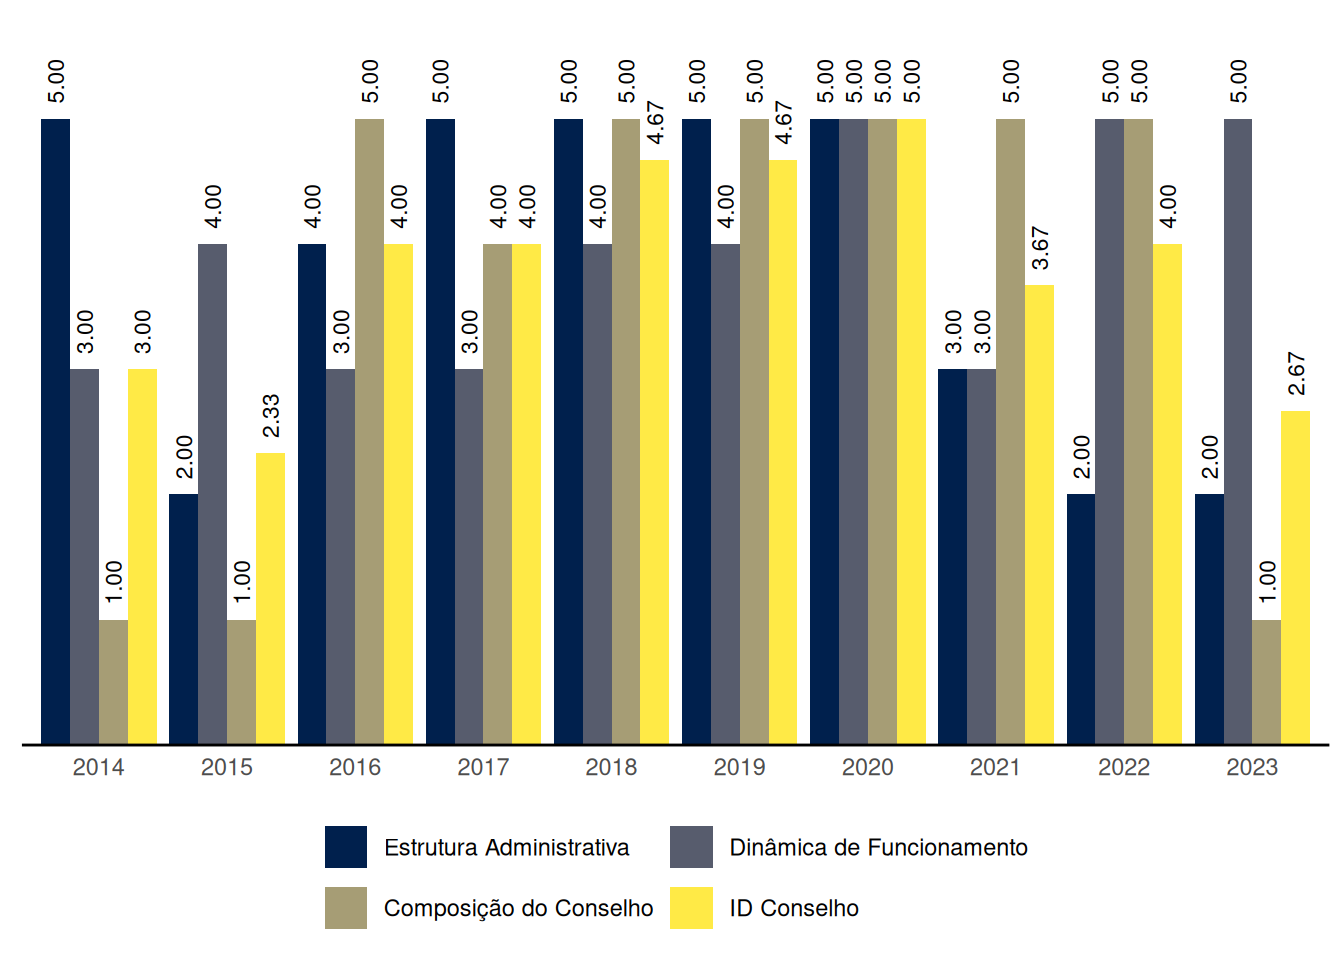 5.00 3.00 1.00 3.00
2.00 4.00 1.00 2.33
4.00 3.00 5.00 4.00
5.00 3.00 4.00 4.00
5.00 4.00 5.00 4.67
5.00 4.00 5.00 4.67
5.00 5.00 5.00 5.00
3.00 3.00 5.00 3.67
2.00 5.00 5.00 4.00
2.00 5.00 1.00 2.67
2014 2015 2016 2017 2018 2019 2020 2021 2022 2023
Estrutura Administrativa Dinâmica de Funcionamento
Composição do Conselho ID Conselho